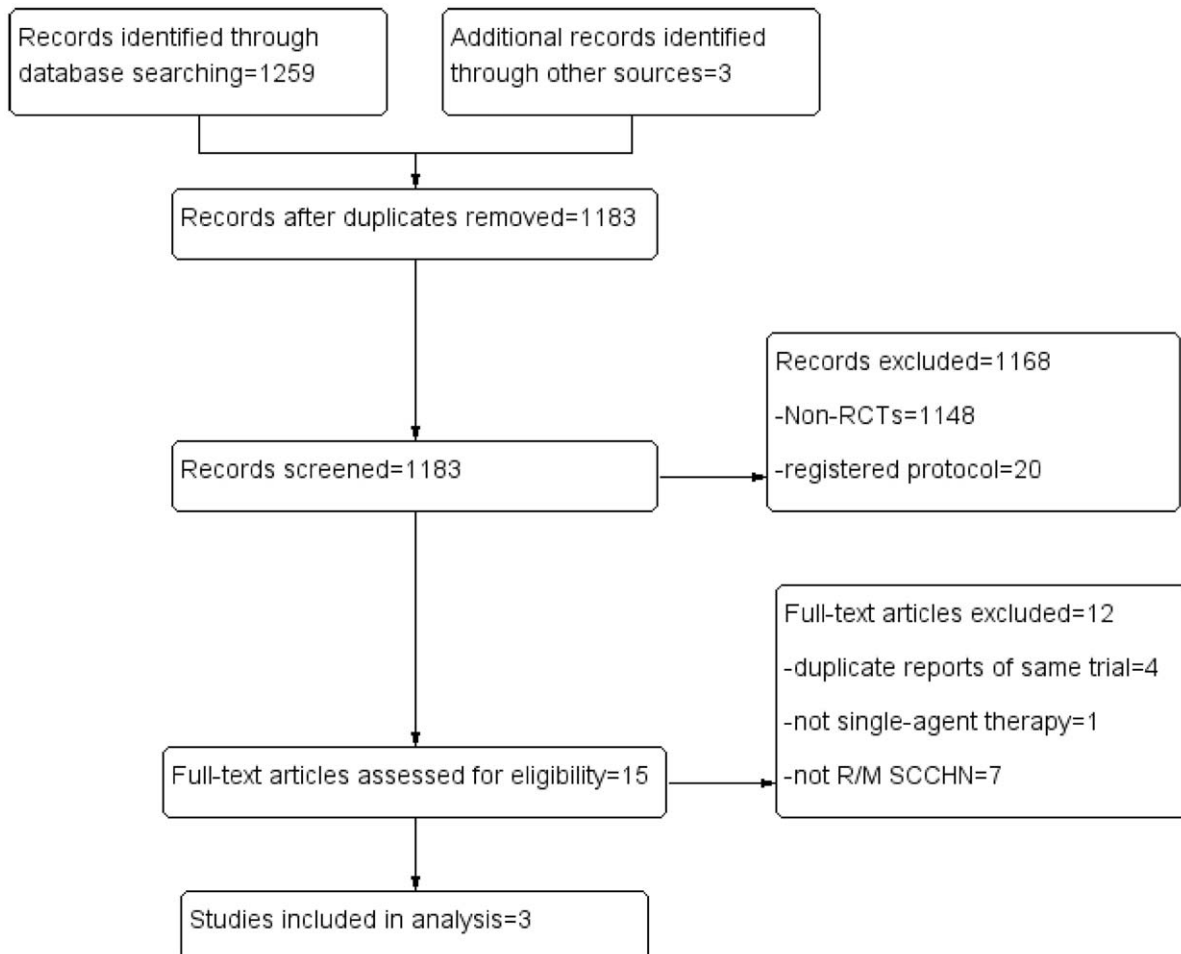 Records identified through
database searching=1259
Additional records identified
through other sources=3
Records after duplicates removed=1183
Records excluded=1168
-Non-RCTs=1148
-registered protocol=20
Records screened=1183
Full-text articles excluded=12
-duplicate reports of same trial=4
-not single-agent therapy=1
-not R/M SCCHN=7
Full-text articles assessed for eligibility=15
Studies included in analysis=3